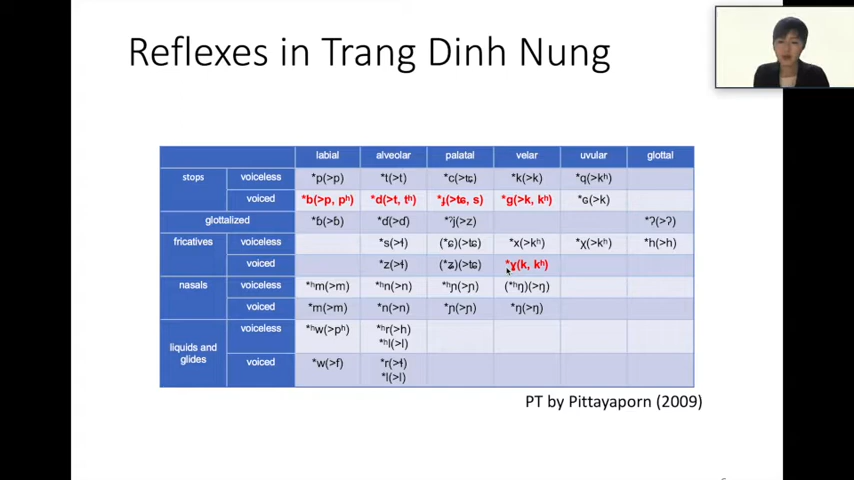 Reflexes in Trang Dinh Nung
labial alveolar palatal velar uvular glottal
stops voiceless *p(>p) *t(>t) *c(>tɕ) *k(>k) *q(>kʰ)
voiced *b(>p, pʰ) *d(>t, tʰ) *ɟ(>tɕ, s) *g(>k, kʰ) *ɢ(>k)
glottalized *ɓ(>ɓ) *ɗ(>ɗ) *ˀj(>z) *ʔ(>ʔ)
fricatives voiceless *s(>ɬ) (*ɕ)(>tɕ) *x(>kʰ) *χ(>kʰ) *h(>h)
voiced *z(>ɬ) (*ʑ)(>tɕ) *ɣ(k, kʰ)
nasals voiceless *ʰm(>m) *ʰn(>n) *ʰɲ(>ɲ) (*ʰŋ)(>ŋ)
voiced *m(>m) *n(>n) *ɲ(>ɲ) *ŋ(>ŋ)
liquids and glides voiceless *ʰw(>pʰ) *ʰr(>h)
*ʰl(>l)
voiced *w(>f) *r(>ɬ)
*l(>l)
PT by Pittayaporn (2009)